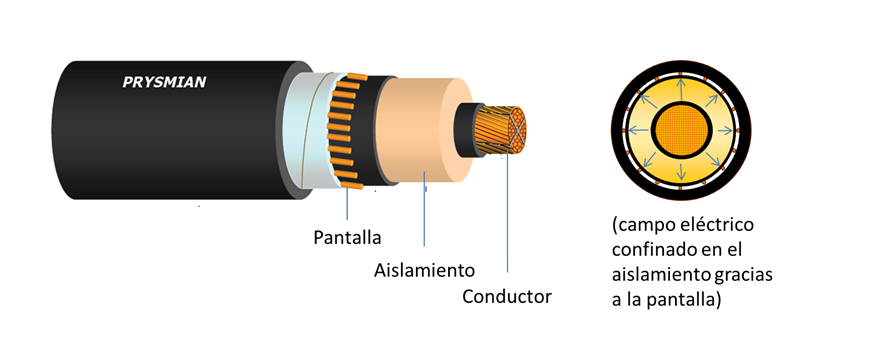 PRYSMIAN
Pantalla
Aislamiento
Conductor
(campo eléctrico
confinado en el
aislamiento gracias
a la pantalla)